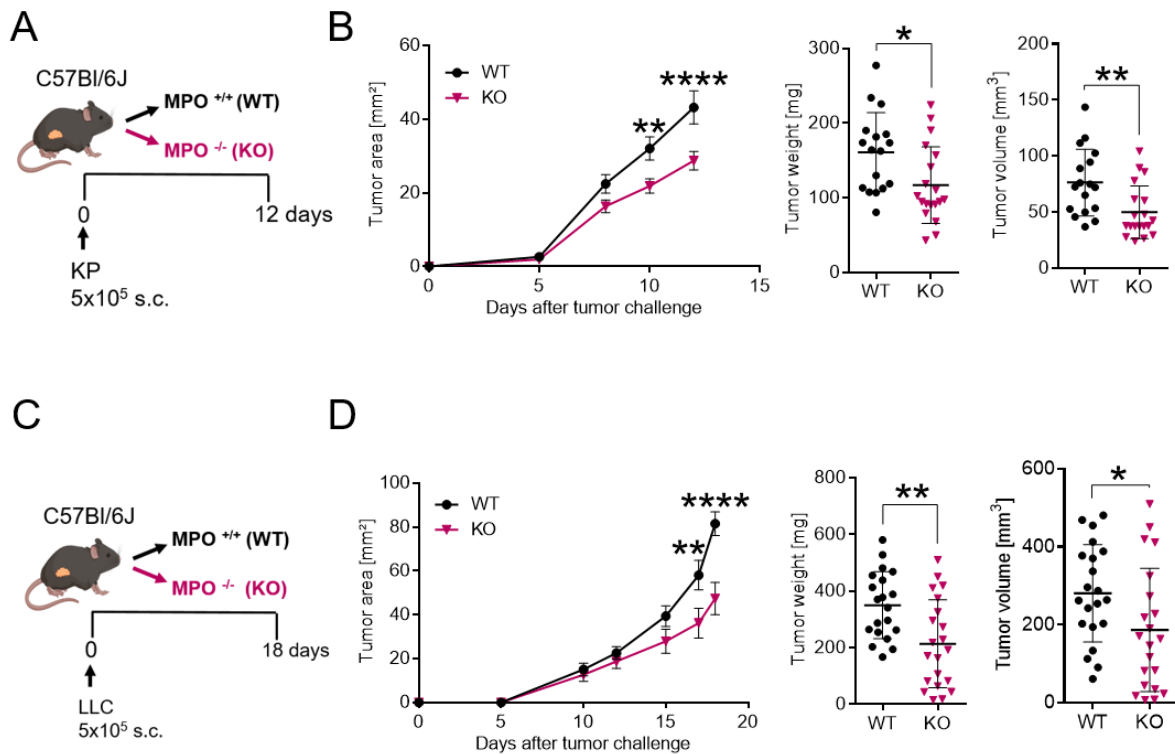 A
C57Bl/6J
MPO +/+ (WT)
MPO -/- (KO)
0
12 days
KP
5x10⁵ s.c.
B
Tumor area [mm²]
60
40
20
0
WT
KO
**
****
0 5 10 15
Days after tumor challenge
Tumor weight [mg]
300
200
100
0
*
WT KO
Tumor volume [mm³]
200
150
100
50
0
**
WT KO
C
C57Bl/6J
MPO +/+ (WT)
MPO -/- (KO)
0
18 days
LLC
5x10⁵ s.c.
D
Tumor area [mm²]
100
80
60
40
20
0
WT
KO
**
****
0 5 10 15 20
Days after tumor challenge
Tumor weight [mg]
800
600
400
200
0
**
WT KO
Tumor volume [mm³]
600
400
200
0
*
WT KO